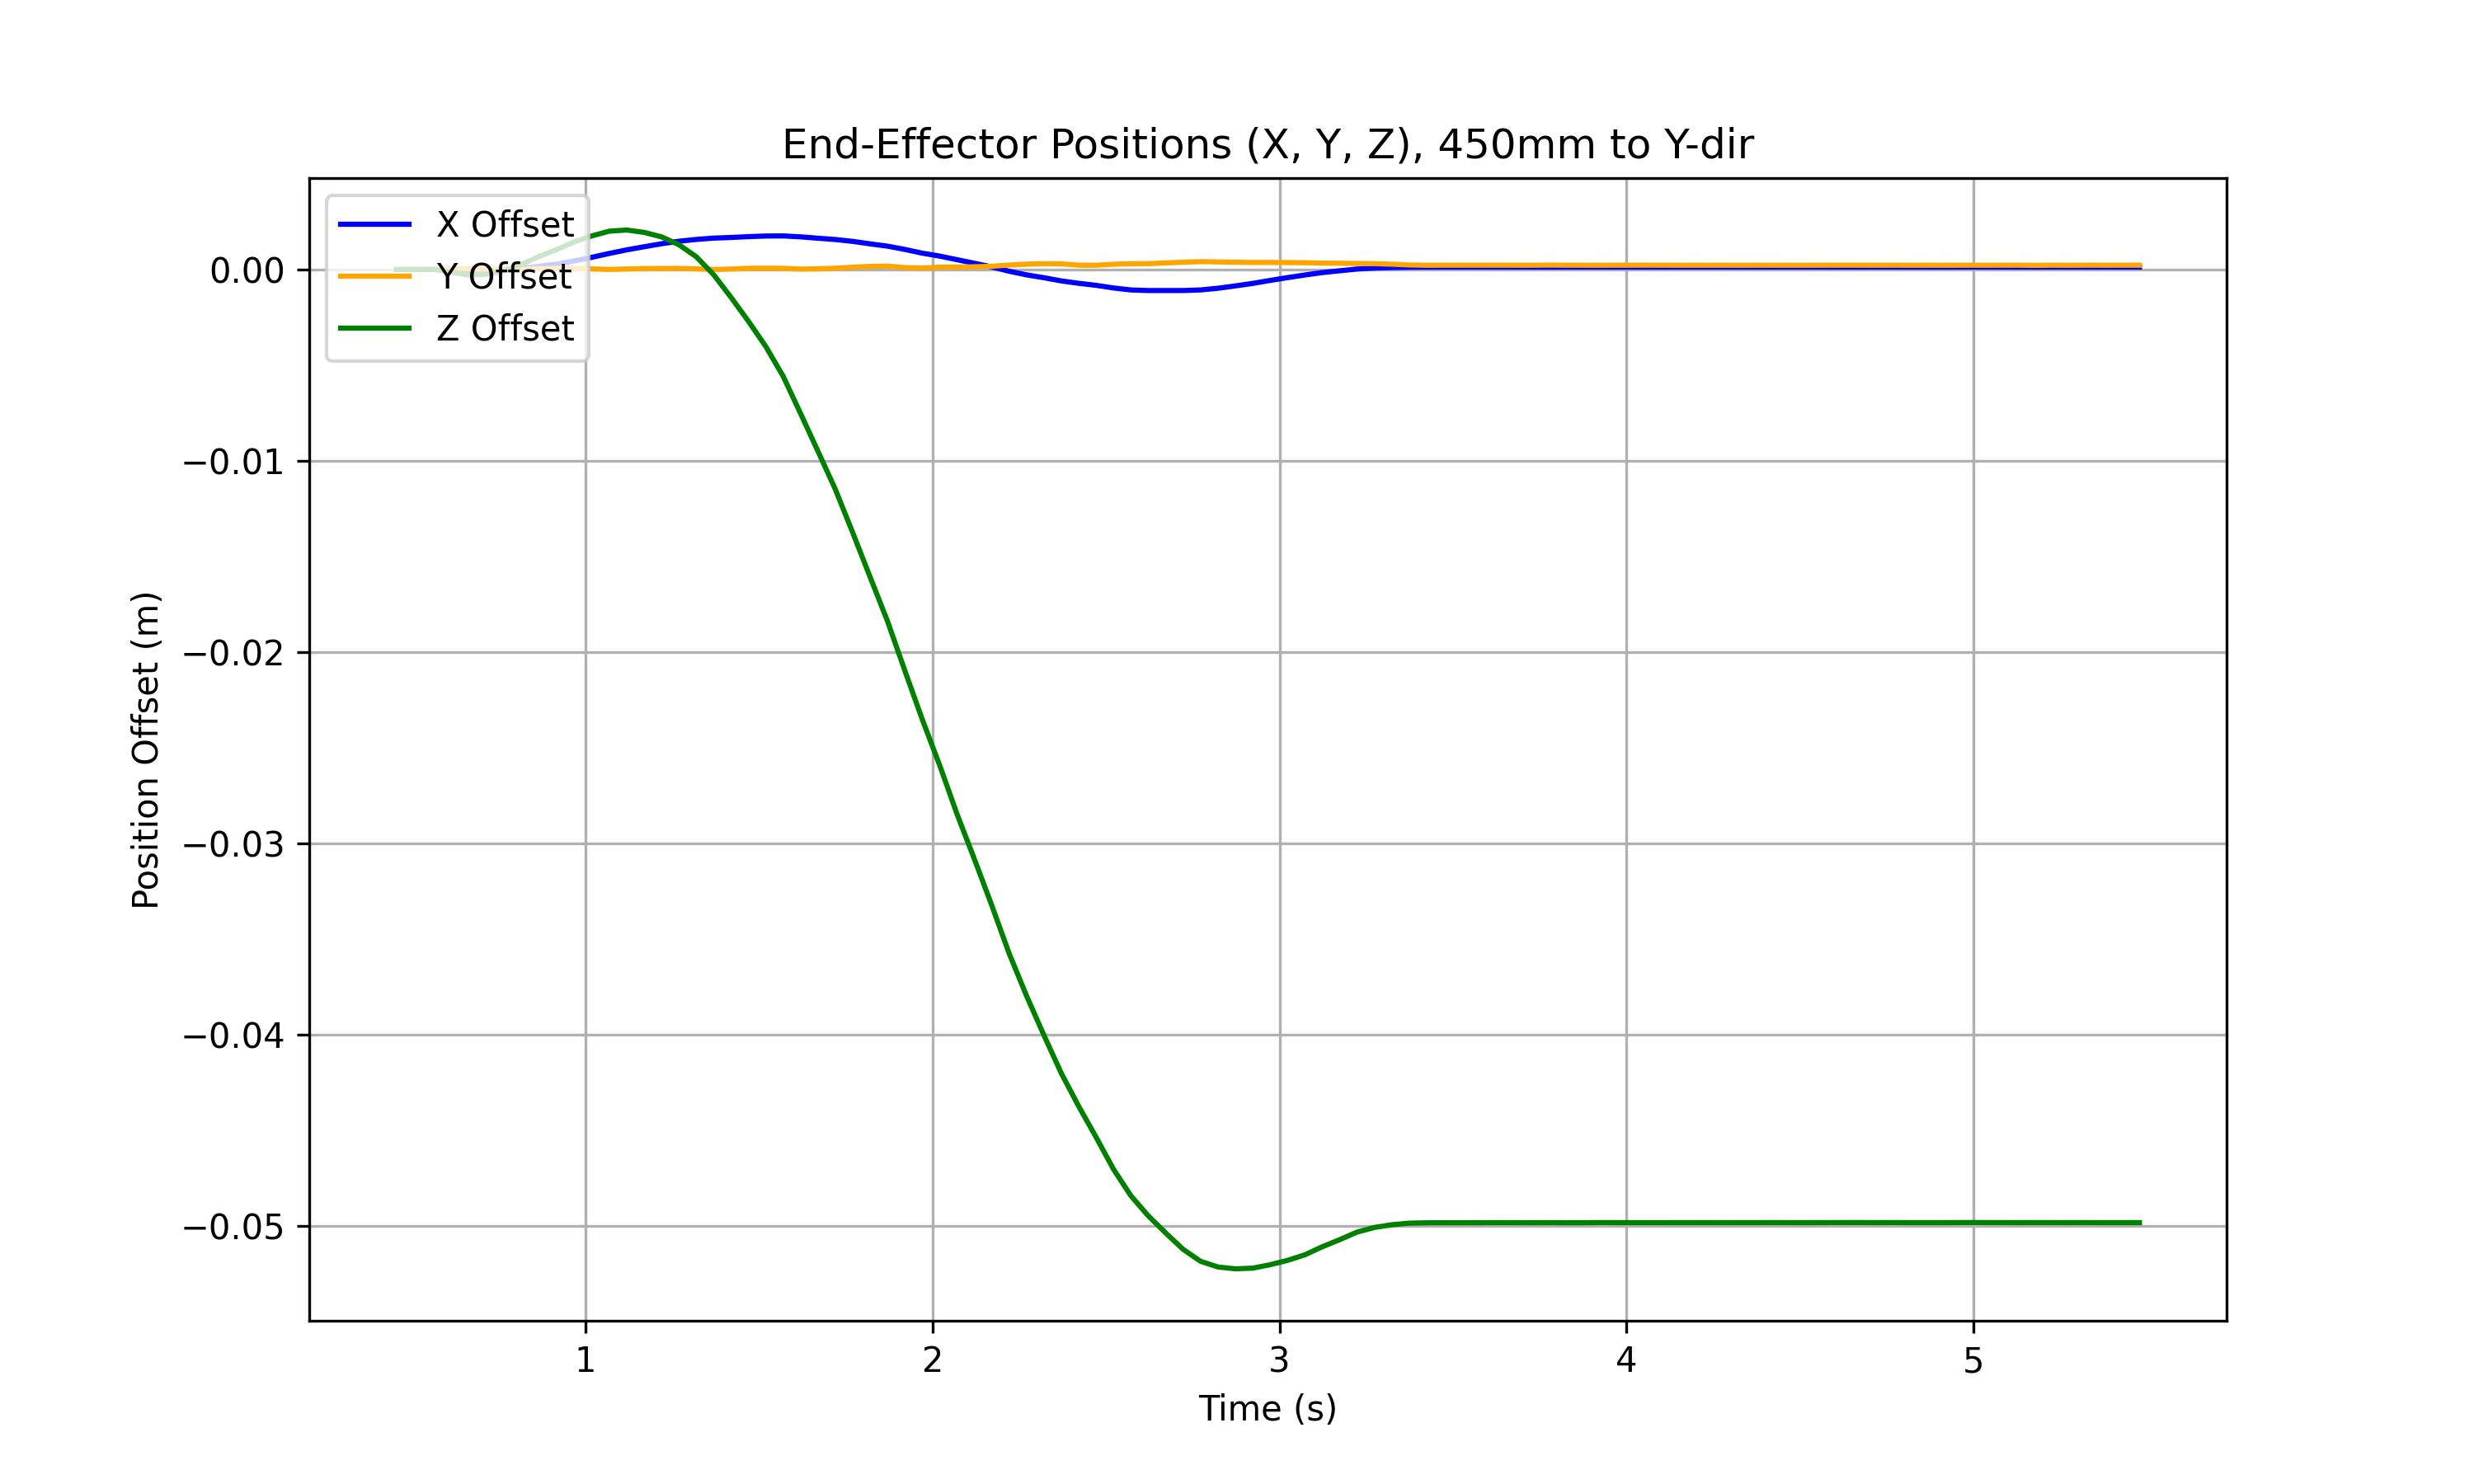 End-Effector Positions (X, Y, Z), 450mm to Y-dir
X Offset
Y Offset
Z Offset
0.00
−0.01
−0.02
−0.03
−0.04
−0.05
Position Offset (m)
1 2 3 4 5
Time (s)